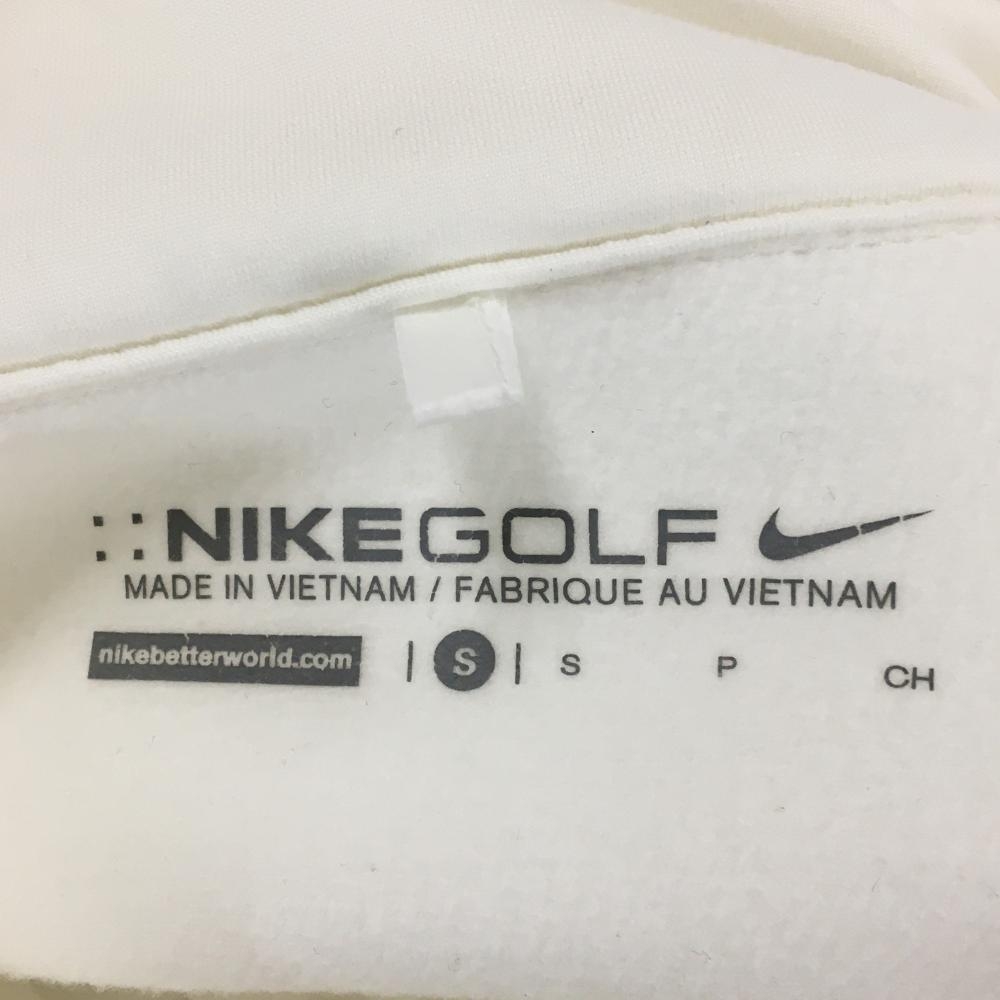 ::NIKEGOLF
MADE IN VIETNAM / FABRIQUE AU VIETNAM
nikebetterworld.com | S | S P CH